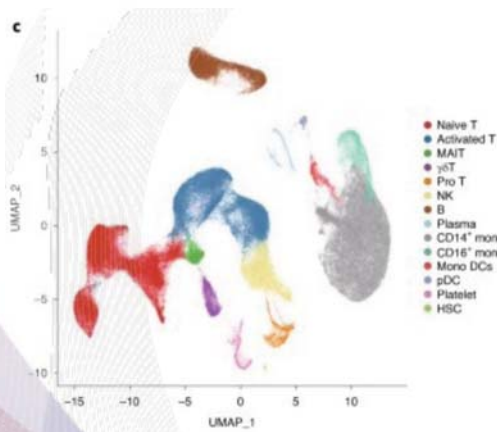 c
UMAP_2
10
5
0
−5
−10
−15
−10
−5
0
5
10
UMAP_1
Naive T
Activated T
MAIT
γδT
Pro T
NK
B
Plasma
CD14⁺ mon
CD16⁺ mon
Mono DCs
pDC
Platelet
HSC